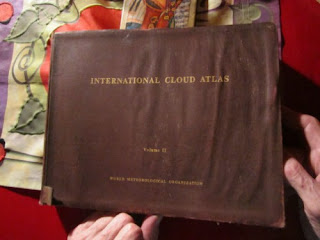 INTERNATIONAL CLOUD ATLAS
Volume II
WORLD METEOROLOGICAL ORGANIZATION